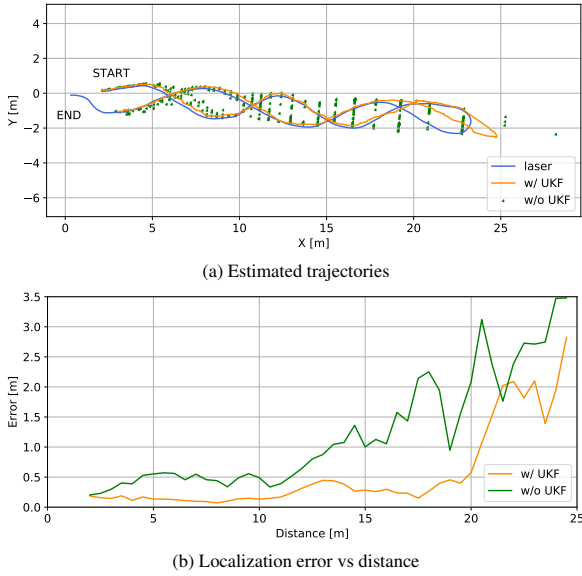 4
2
0
−2
−4
−6
Y [m]
START
END
laser
w/ UKF
w/o UKF
0 5 10 15 20 25
X [m]
(a) Estimated trajectories
3.5
3.0
2.5
2.0
1.5
1.0
0.5
0.0
Error [m]
w/ UKF
w/o UKF
5 10 15 20 25
Distance [m]
(b) Localization error vs distance